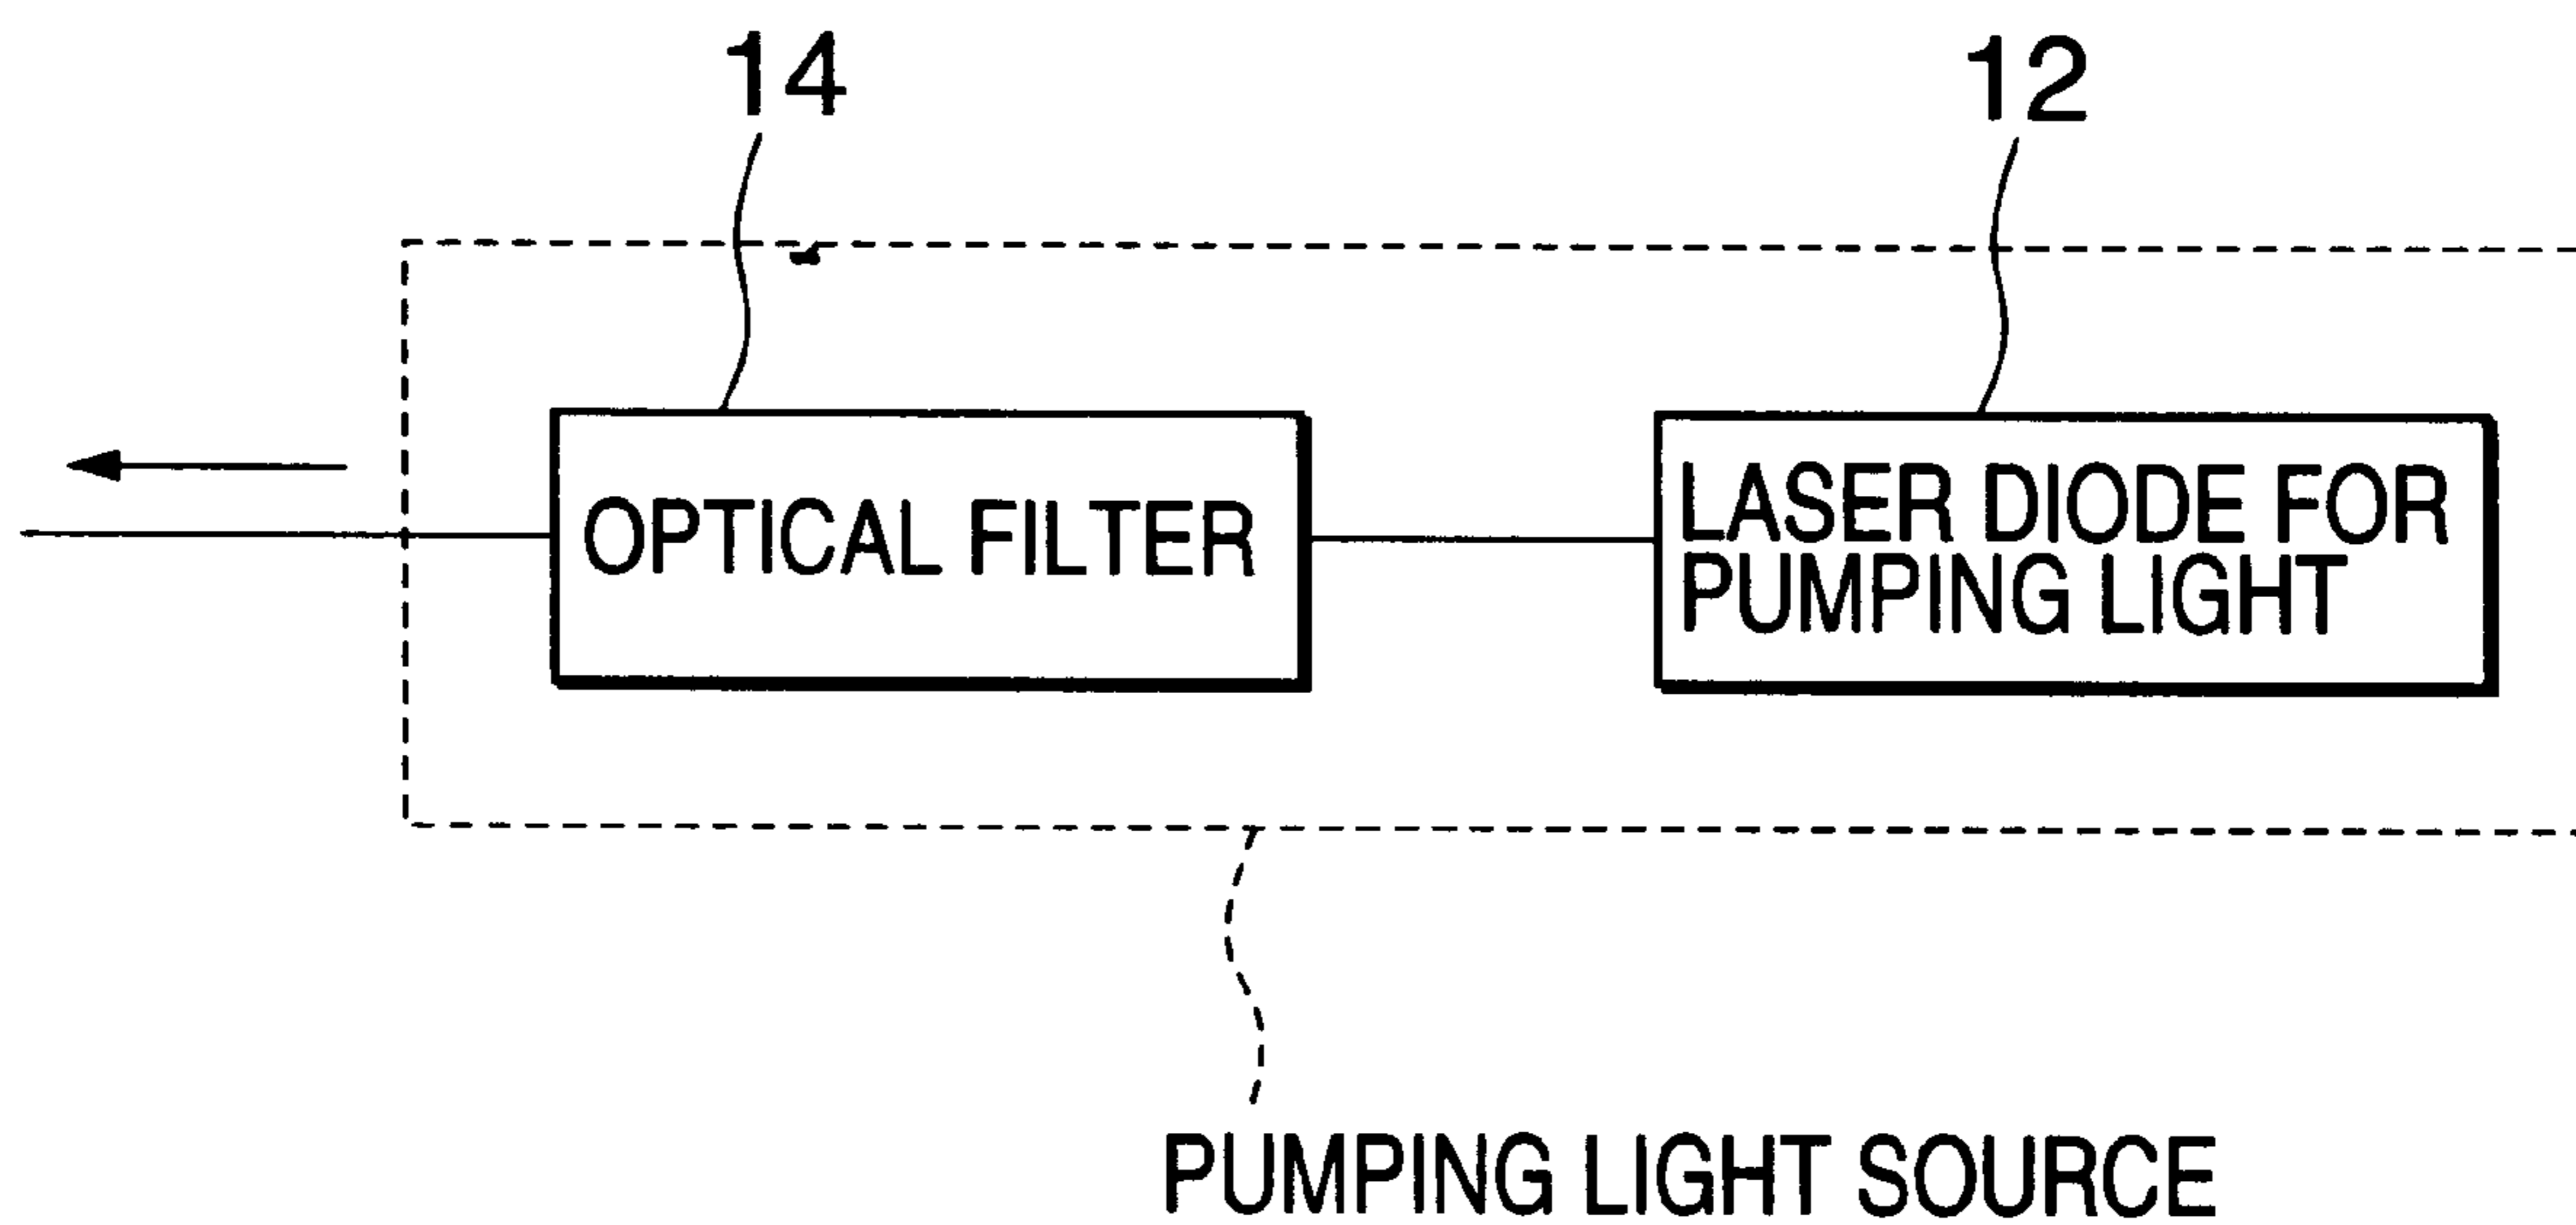 14
12
OPTICAL FILTER
LASER DIODE FOR
PUMPING LIGHT
PUMPING LIGHT SOURCE